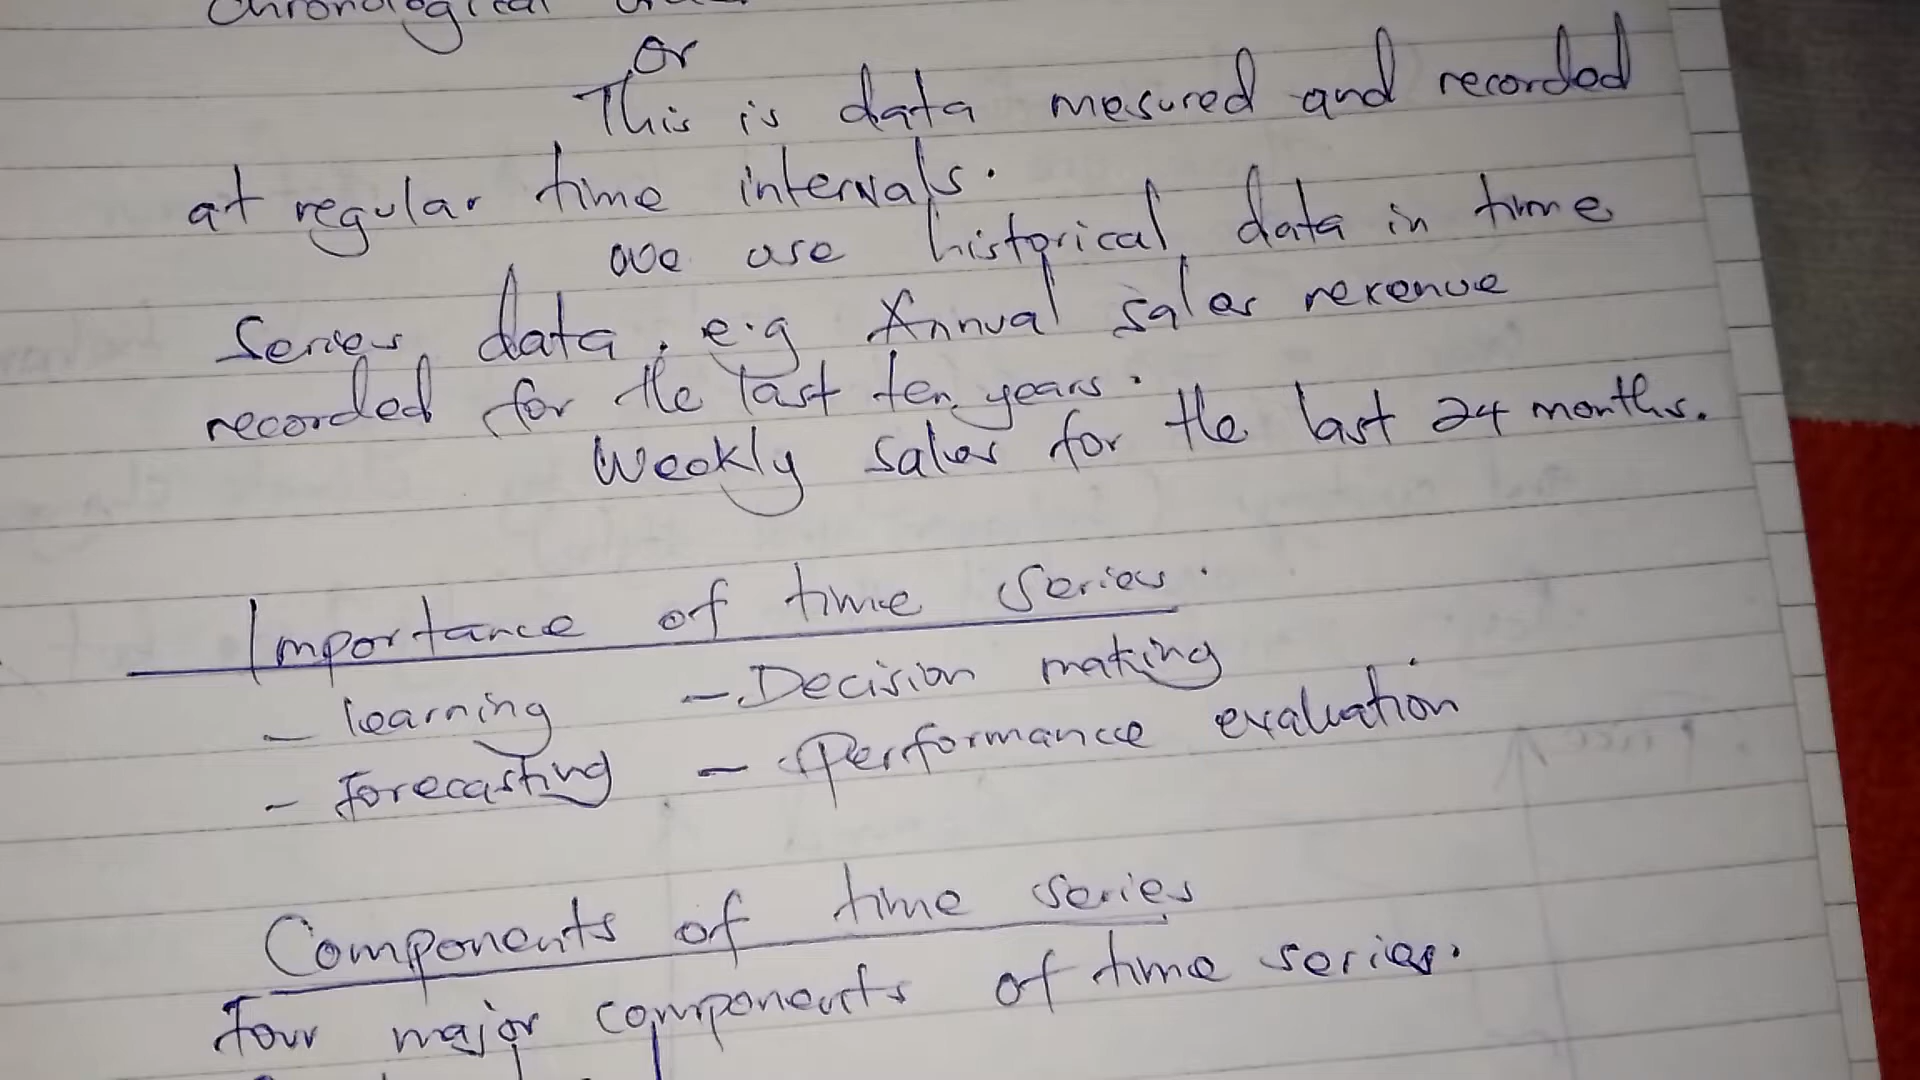 Chronological
Or
This is data mesured and recorded
at regular time intervals.
we use historical data in time
Series data, e.g Annual sales revenue
recorded for the last ten years.
Weekly sales for the last 24 months.
Importance of time series.
- learning - Decision making
- forecasting - Performance evaluation
Components of time series
Four major components of time series.